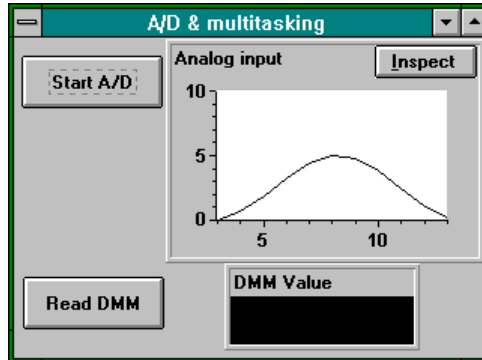 A/D & multitasking
Start A/D
Analog input
Inspect
10
5
0
5 10
Read DMM
DMM Value